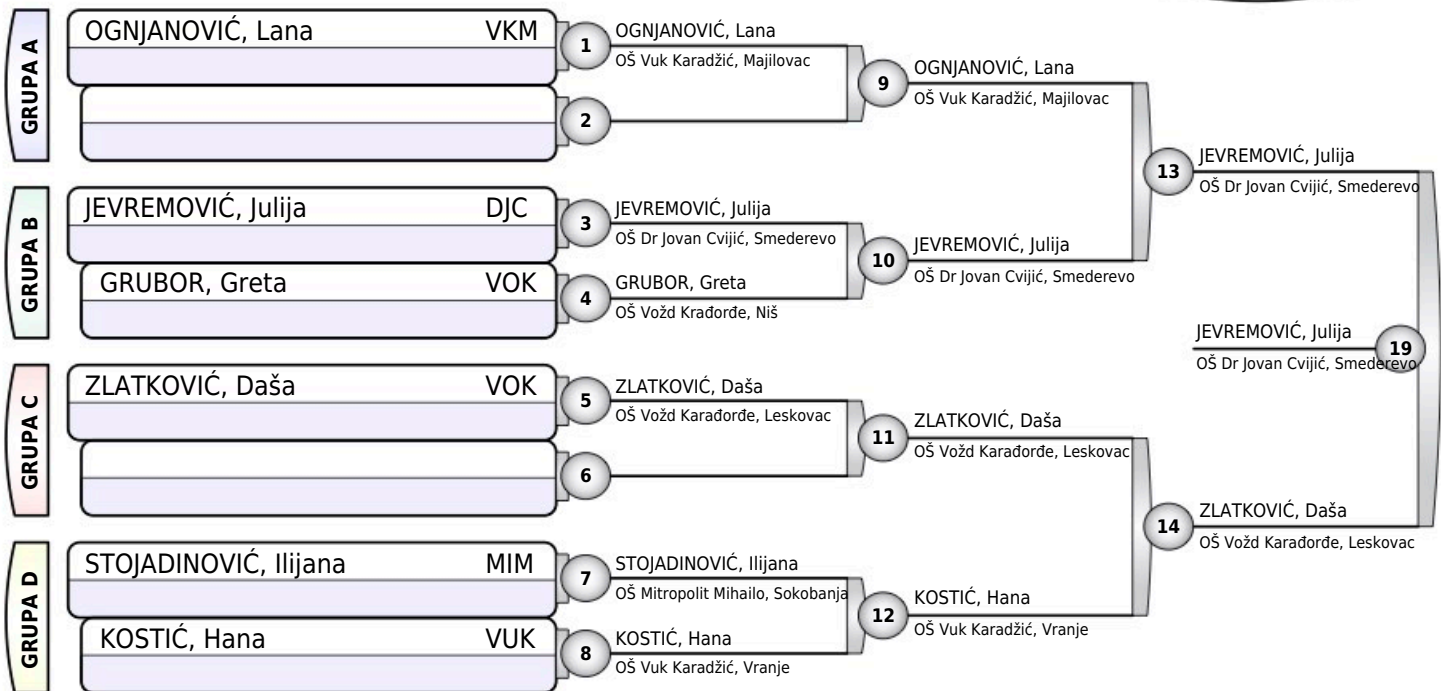 GRUPA A
OGNJANOVIĆ, Lana VKM
1
OGNJANOVIĆ, Lana
OŠ Vuk Karadžić, Majilovac
2
9
OGNJANOVIĆ, Lana
OŠ Vuk Karadžić, Majilovac
GRUPA B
JEVREMOVIĆ, Julija DJC
3
JEVREMOVIĆ, Julija
OŠ Dr Jovan Cvijić, Smederevo
GRUBOR, Greta VOK
4
GRUBOR, Greta
OŠ Vožd Krađorđe, Niš
10
JEVREMOVIĆ, Julija
OŠ Dr Jovan Cvijić, Smederevo
13
JEVREMOVIĆ, Julija
OŠ Dr Jovan Cvijić, Smederevo
GRUPA C
ZLATKOVIĆ, Daša VOK
5
ZLATKOVIĆ, Daša
OŠ Vožd Karađorđe, Leskovac
6
11
ZLATKOVIĆ, Daša
OŠ Vožd Karađorđe, Leskovac
GRUPA D
STOJADINOVIĆ, Ilijana MIM
7
STOJADINOVIĆ, Ilijana
OŠ Mitropolit Mihailo, Sokobanja
KOSTIĆ, Hana VUK
8
KOSTIĆ, Hana
OŠ Vuk Karadžić, Vranje
12
KOSTIĆ, Hana
OŠ Vuk Karadžić, Vranje
14
ZLATKOVIĆ, Daša
OŠ Vožd Karađorđe, Leskovac
JEVREMOVIĆ, Julija
OŠ Dr Jovan Cvijić, Smederevo
19